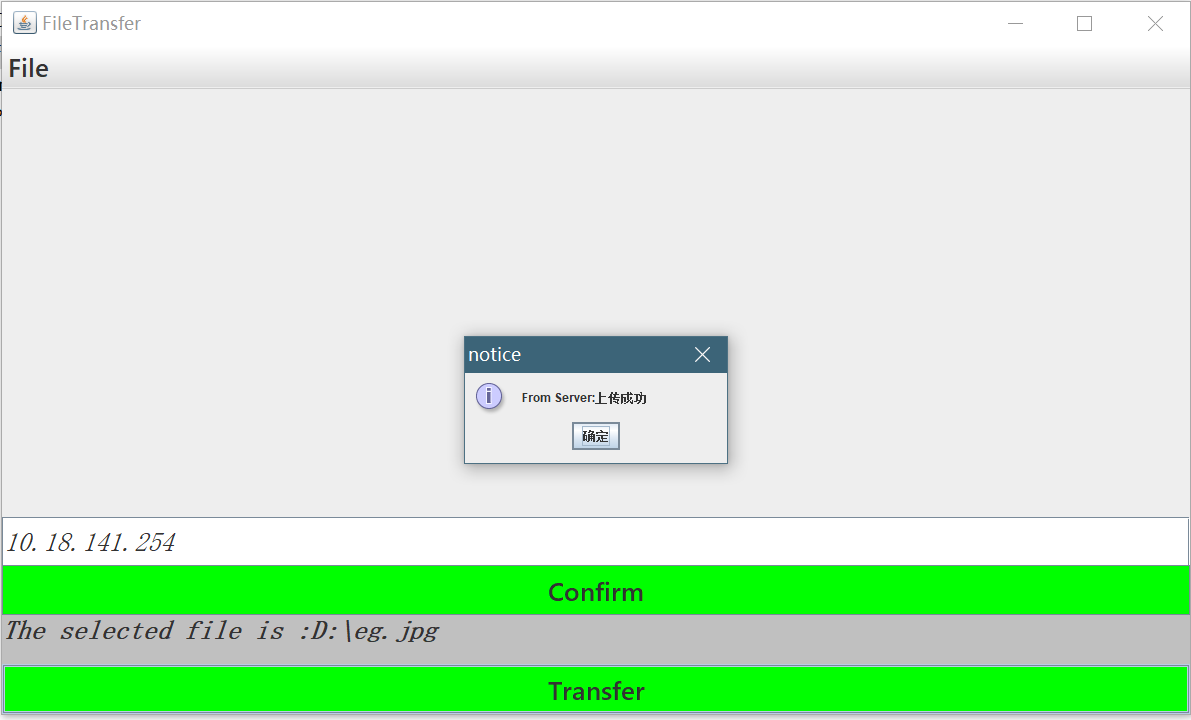 FileTransfer
File
notice
From Server:上传成功
确定
10.18.141.254
Confirm
The selected file is :D:\eg.jpg
Transfer